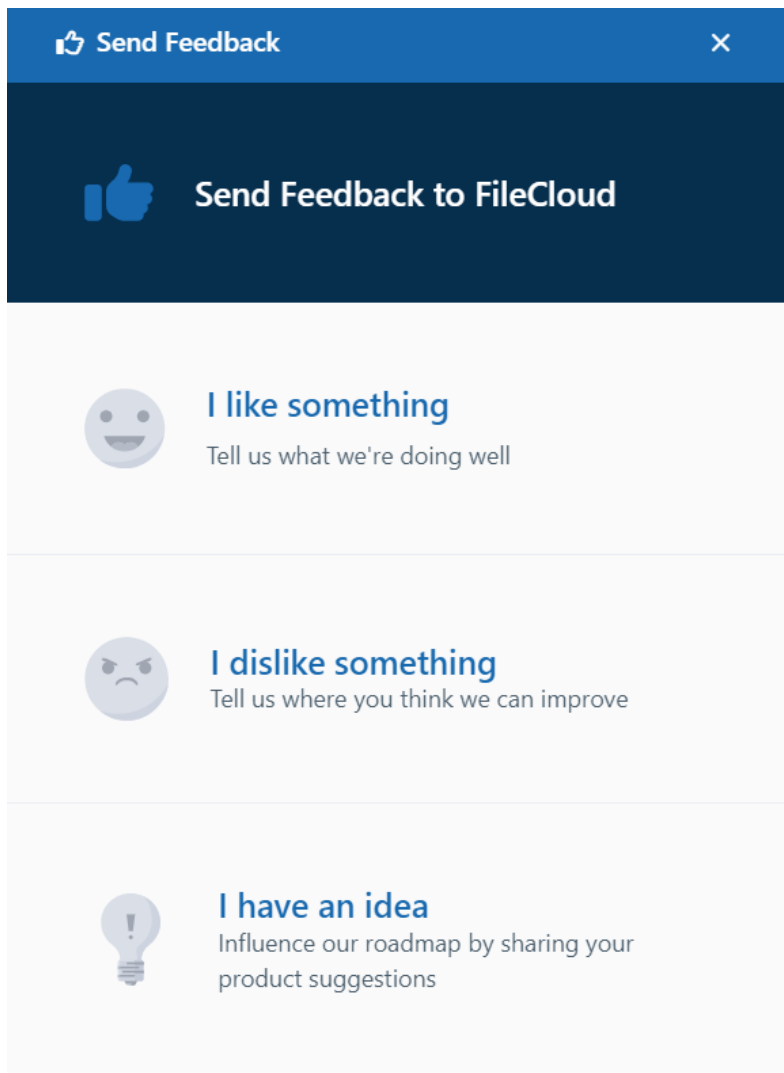 Send Feedback
Send Feedback to FileCloud
I like something
Tell us what we're doing well
I dislike something
Tell us where you think we can improve
I have an idea
Influence our roadmap by sharing your
product suggestions